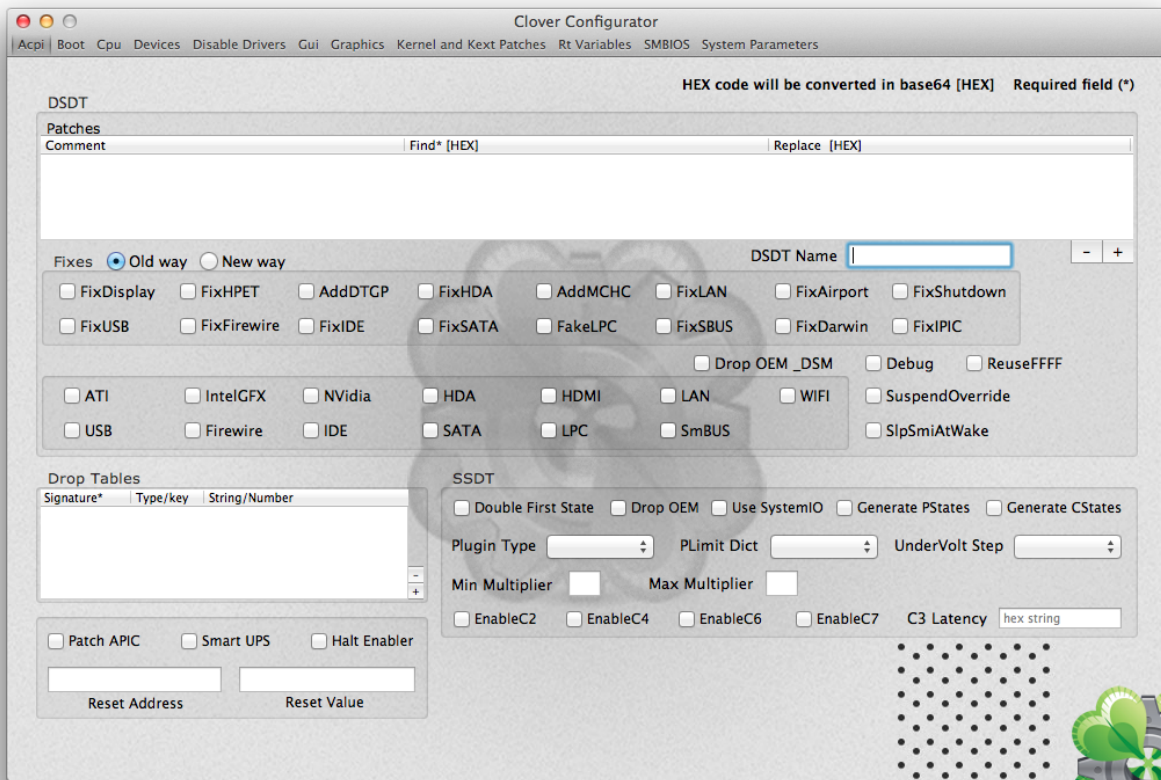 Clover Configurator
Acpi Boot Cpu Devices Disable Drivers Gui Graphics Kernel and Kext Patches Rt Variables SMBIOS System Parameters
HEX code will be converted in base64 [HEX] Required field (*)
DSDT
Patches
Comment Find* [HEX] Replace [HEX]
Fixes Old way New way DSDT Name - +
FixDisplay FixHPET AddDTGP FixHDA AddMCHC FixLAN FixAirport FixShutdown
FixUSB FixFirewire FixIDE FixSATA FakeLPC FixSBUS FixDarwin FixIPIC
Drop OEM _DSM Debug ReuseFFFF
ATI IntelGFX NVidia HDA HDMI LAN WIFI SuspendOverride
USB Firewire IDE SATA LPC SmBUS SlpSmiAtWake
Drop Tables
Signature* Type/key String/Number
-
+
SSDT
Double First State Drop OEM Use SystemIO Generate PStates Generate CStates
Plugin Type PLimit Dict UnderVolt Step
Min Multiplier Max Multiplier
EnableC2 EnableC4 EnableC6 EnableC7 C3 Latency hex string
Patch APIC Smart UPS Halt Enabler
Reset Address Reset Value